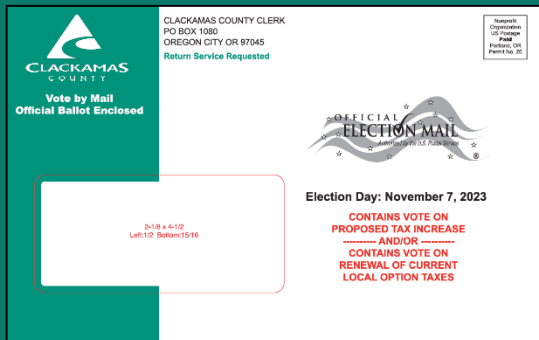 CLACKAMAS COUNTY CLERK
PO BOX 1080
OREGON CITY OR 97045
Return Service Requested
Nonprofit
Organization
US Postage
Paid
Portland, OR
Permit No. 20
CLACKAMAS
COUNTY
Vote by Mail
Official Ballot Enclosed
OFFICIAL
ELECTION MAIL
Authorized by the U.S. Postal Service
®
Election Day: November 7, 2023
2-1/8 x 4-1/2
Left:1/2 Bottom:15/16
CONTAINS VOTE ON
PROPOSED TAX INCREASE
---------- AND/OR ----------
CONTAINS VOTE ON
RENEWAL OF CURRENT
LOCAL OPTION TAXES